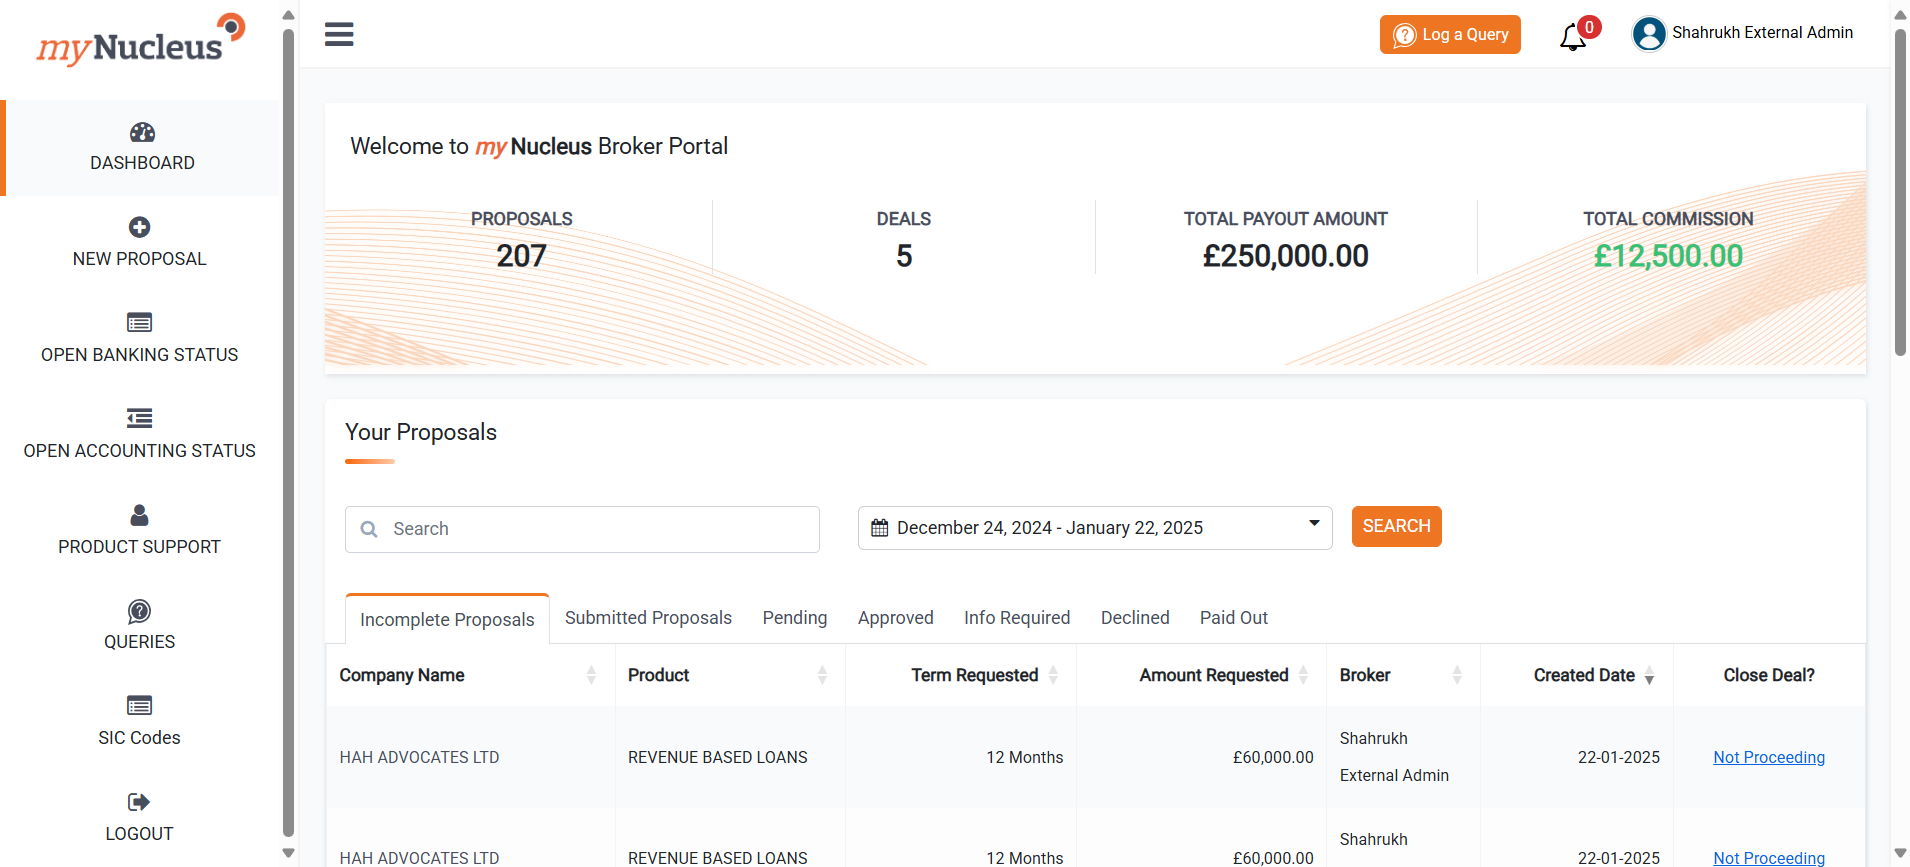 myNucleus
DASHBOARD
NEW PROPOSAL
OPEN BANKING STATUS
OPEN ACCOUNTING STATUS
PRODUCT SUPPORT
QUERIES
SIC Codes
LOGOUT
Log a Query
0
Shahrukh External Admin
Welcome to my Nucleus Broker Portal
PROPOSALS
207
DEALS
5
TOTAL PAYOUT AMOUNT
£250,000.00
TOTAL COMMISSION
£12,500.00
Your Proposals
Search
December 24, 2024 - January 22, 2025
SEARCH
Incomplete Proposals Submitted Proposals Pending Approved Info Required Declined Paid Out
Company Name Product Term Requested Amount Requested Broker Created Date Close Deal?
HAH ADVOCATES LTD REVENUE BASED LOANS 12 Months £60,000.00 Shahrukh External Admin 22-01-2025 Not Proceeding
HAH ADVOCATES LTD REVENUE BASED LOANS 12 Months £60,000.00 Shahrukh 22-01-2025 Not Proceeding